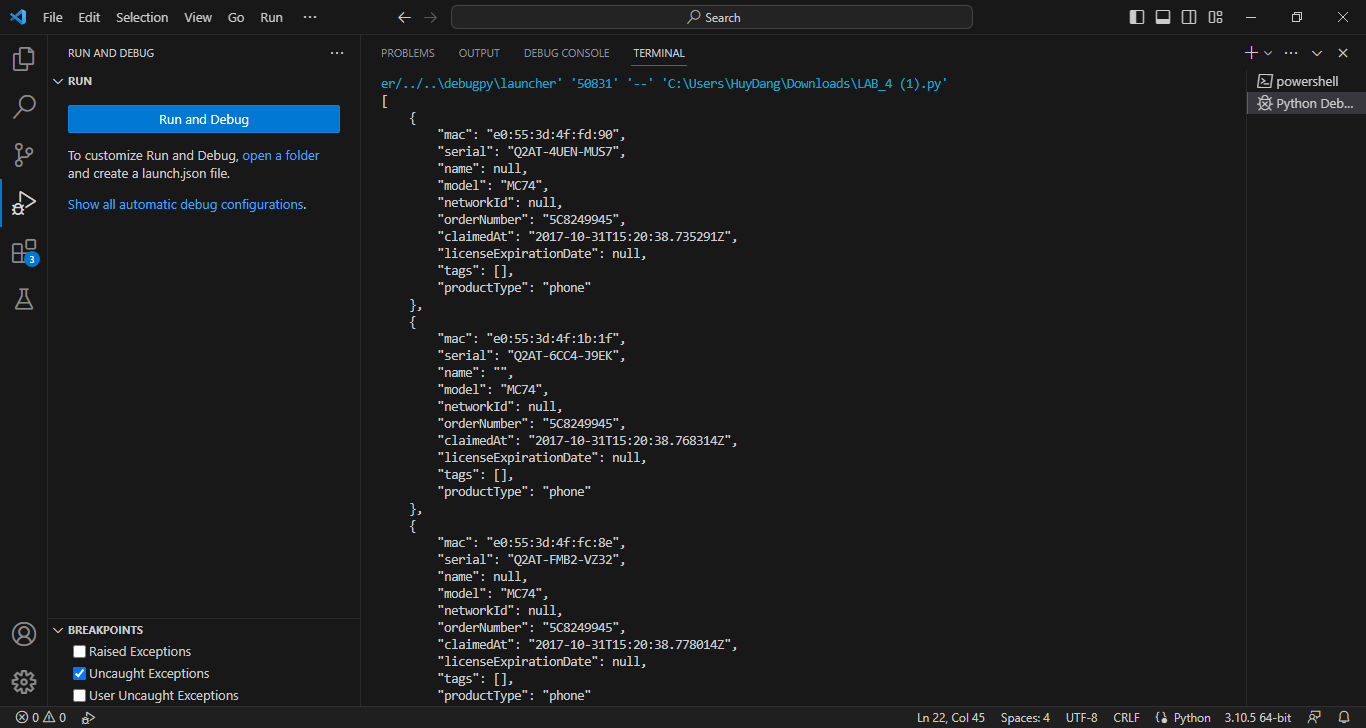 File Edit Selection View Go Run ··· Search
RUN AND DEBUG ···
RUN
Run and Debug
To customize Run and Debug, open a folder
and create a launch.json file.
Show all automatic debug configurations.
3
PROBLEMS OUTPUT DEBUG CONSOLE TERMINAL
er/../..\debugpy\launcher' '50831' '--' 'C:\Users\HuyDang\Downloads\LAB_4 (1).py'
[
{
"mac": "e0:55:3d:4f:fd:90",
"serial": "Q2AT-4UEN-MUS7",
"name": null,
"model": "MC74",
"networkId": null,
"orderNumber": "5C8249945",
"claimedAt": "2017-10-31T15:20:38.735291Z",
"licenseExpirationDate": null,
"tags": [],
"productType": "phone"
},
{
"mac": "e0:55:3d:4f:1b:1f",
"serial": "Q2AT-6CC4-J9EK",
"name": "",
"model": "MC74",
"networkId": null,
"orderNumber": "5C8249945",
"claimedAt": "2017-10-31T15:20:38.768314Z",
"licenseExpirationDate": null,
"tags": [],
"productType": "phone"
},
{
"mac": "e0:55:3d:4f:fc:8e",
"serial": "Q2AT-FMB2-VZ32",
"name": null,
"model": "MC74",
"networkId": null,
"orderNumber": "5C8249945",
"claimedAt": "2017-10-31T15:20:38.778014Z",
"licenseExpirationDate": null,
"tags": [],
"productType": "phone"
powershell
Python Deb...
BREAKPOINTS
Raised Exceptions
Uncaught Exceptions
User Uncaught Exceptions
0 0 Ln 22, Col 45 Spaces: 4 UTF-8 CRLF Python 3.10.5 64-bit